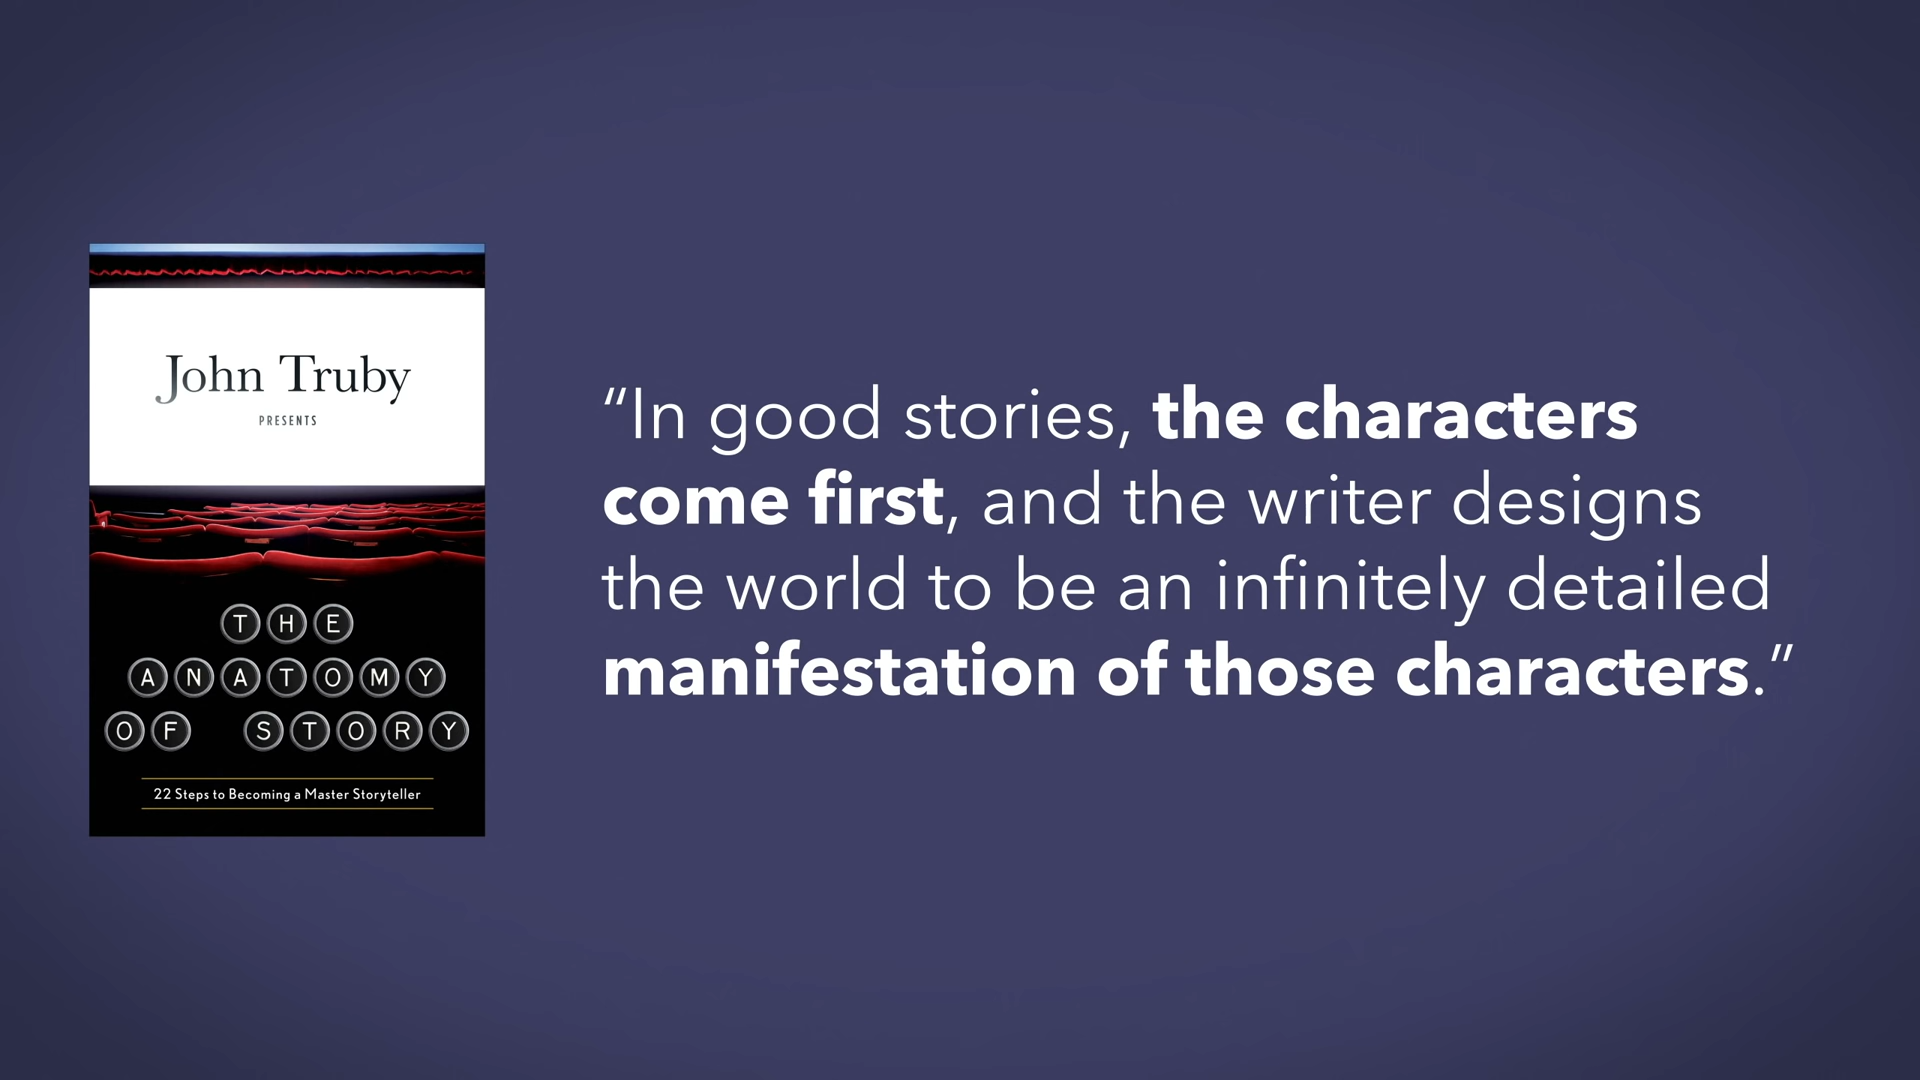 John Truby
PRESENTS
THE
ANATOMY
OF STORY
22 Steps to Becoming a Master Storyteller
“In good stories, the characters
come first, and the writer designs
the world to be an infinitely detailed
manifestation of those characters.”